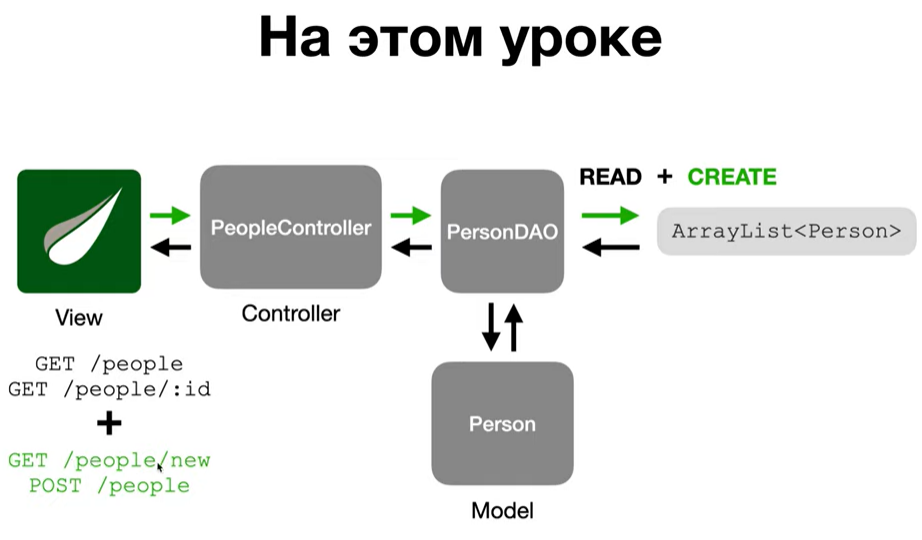 На этом уроке
READ + CREATE
PeopleController
PersonDAO
ArrayList<Person>
View
Controller
GET /people
GET /people/:id
+
GET /people/new
POST /people
Person
Model